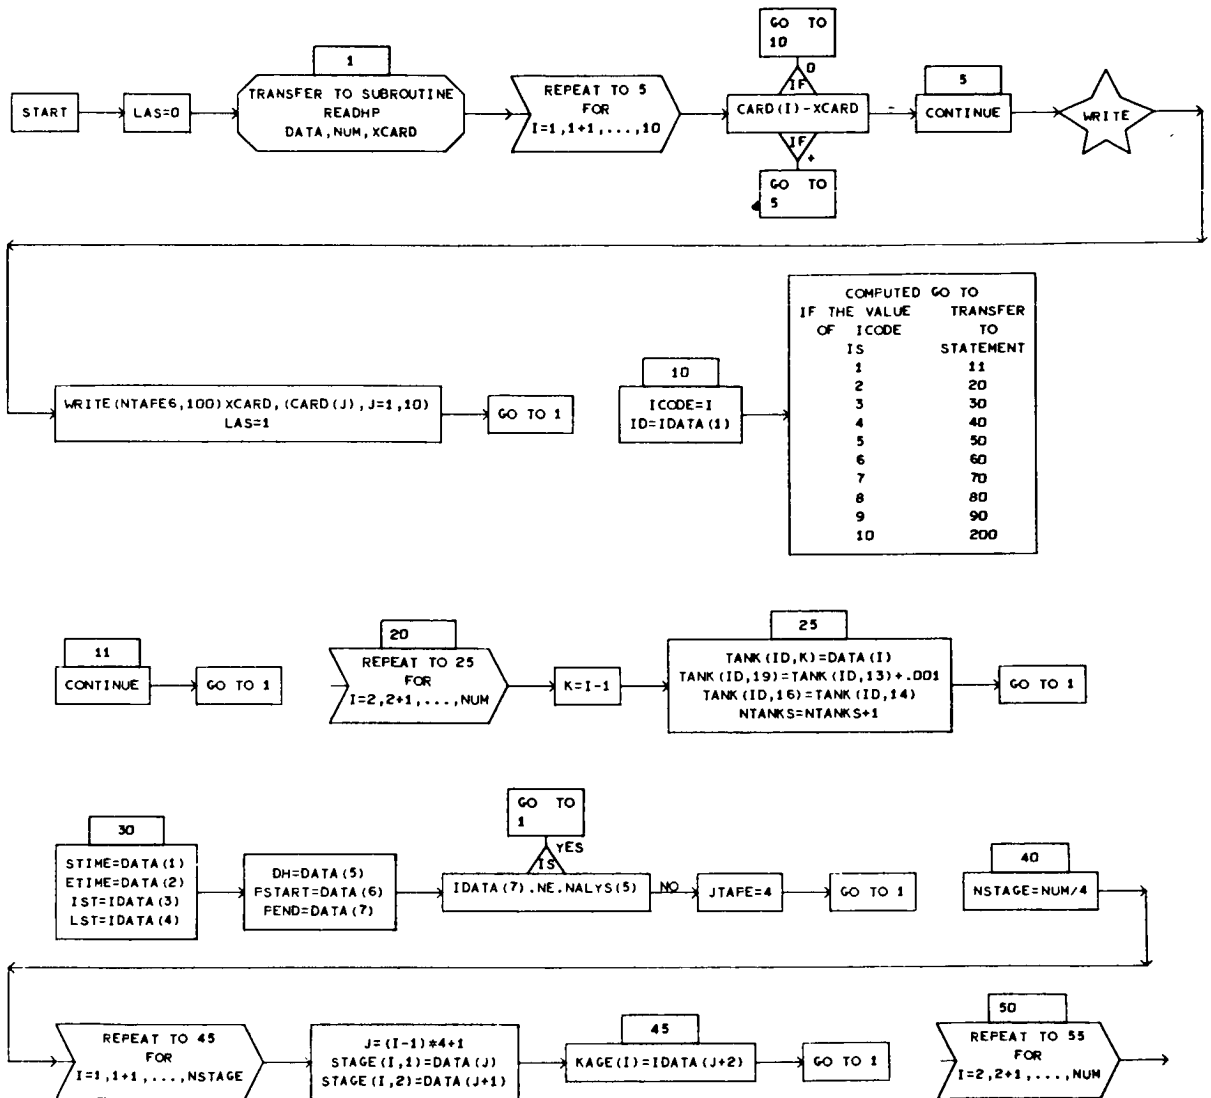 GO TO
10
1
0
IF
5
START
LAS=0
TRANSFER TO SUBROUTINE
READHP
DATA,NUM,XCARD
REPEAT TO 5
FOR
I=1,1+1,...,10
CARD(I)-XCARD
-
CONTINUE
WRITE
IF
+
GO TO
5
WRITE(NTAFE6,100)XCARD,(CARD(J),J=1,10)
LAS=1
GO TO 1
10
ICODE=I
ID=IDATA(1)
COMPUTED GO TO
IF THE VALUE TRANSFER
OF ICODE TO
IS STATEMENT
1 11
2 20
3 30
4 40
5 50
6 60
7 70
8 80
9 90
10 200
11
CONTINUE
GO TO 1
20
REPEAT TO 25
FOR
I=2,2+1,...,NUM
K=I-1
25
TANK(ID,K)=DATA(I)
TANK(ID,19)=TANK(ID,13)+.001
TANK(ID,16)=TANK(ID,14)
NTANKS=NTANKS+1
GO TO 1
30
STIME=DATA(1)
ETIME=DATA(2)
IST=IDATA(3)
LST=IDATA(4)
DH=DATA(5)
FSTART=DATA(6)
PEND=DATA(7)
GO TO
1
YES
IS
IDATA(7).NE.NALYS(5)
NO
JTAPE=4
GO TO 1
40
NSTAGE=NUM/4
REPEAT TO 45
FOR
I=1,1+1,...,NSTAGE
J=(I-1)*4+1
STAGE(I,1)=DATA(J)
STAGE(I,2)=DATA(J+1)
45
KAGE(I)=IDATA(J+2)
GO TO 1
50
REPEAT TO 55
FOR
I=2,2+1,...,NUM